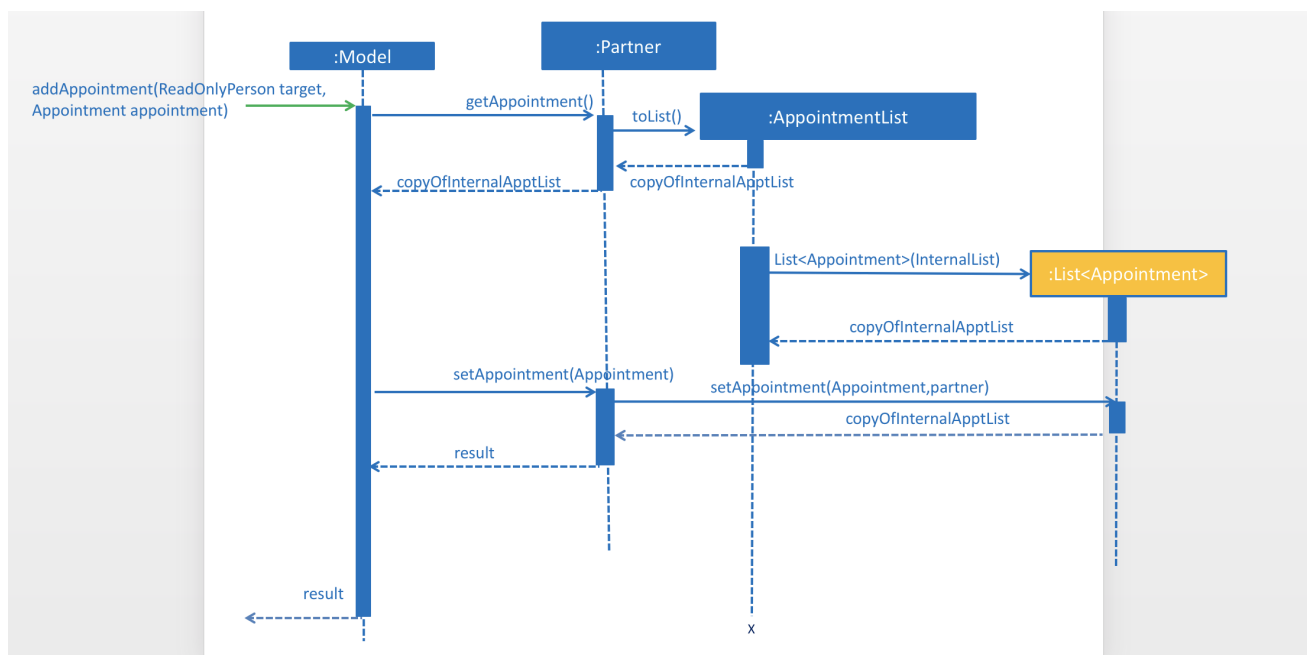 :Model
:Partner
addAppointment(ReadOnlyPerson target,
Appointment appointment)
getAppointment()
toList()
:AppointmentList
copyOfInternalApptList
copyOfInternalApptList
List<Appointment>(InternalList)
:List<Appointment>
copyOfInternalApptList
setAppointment(Appointment)
setAppointment(Appointment,partner)
copyOfInternalApptList
result
result
x